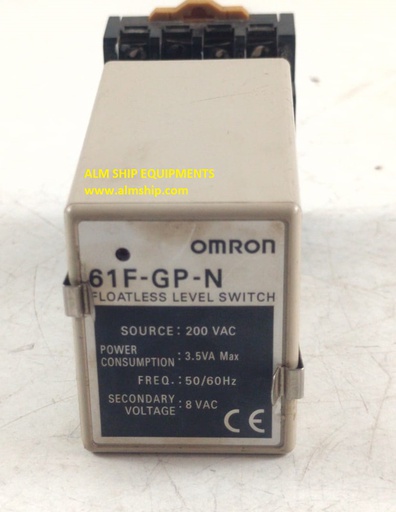 ALM SHIP EQUIPMENTS
www.almship.com
OMRON
61F-GP-N
FLOATLESS LEVEL SWITCH
SOURCE: 200 VAC
POWER CONSUMPTION : 3.5VA Max
FREQ. : 50/60Hz
SECONDARY VOLTAGE : 8 VAC
CE